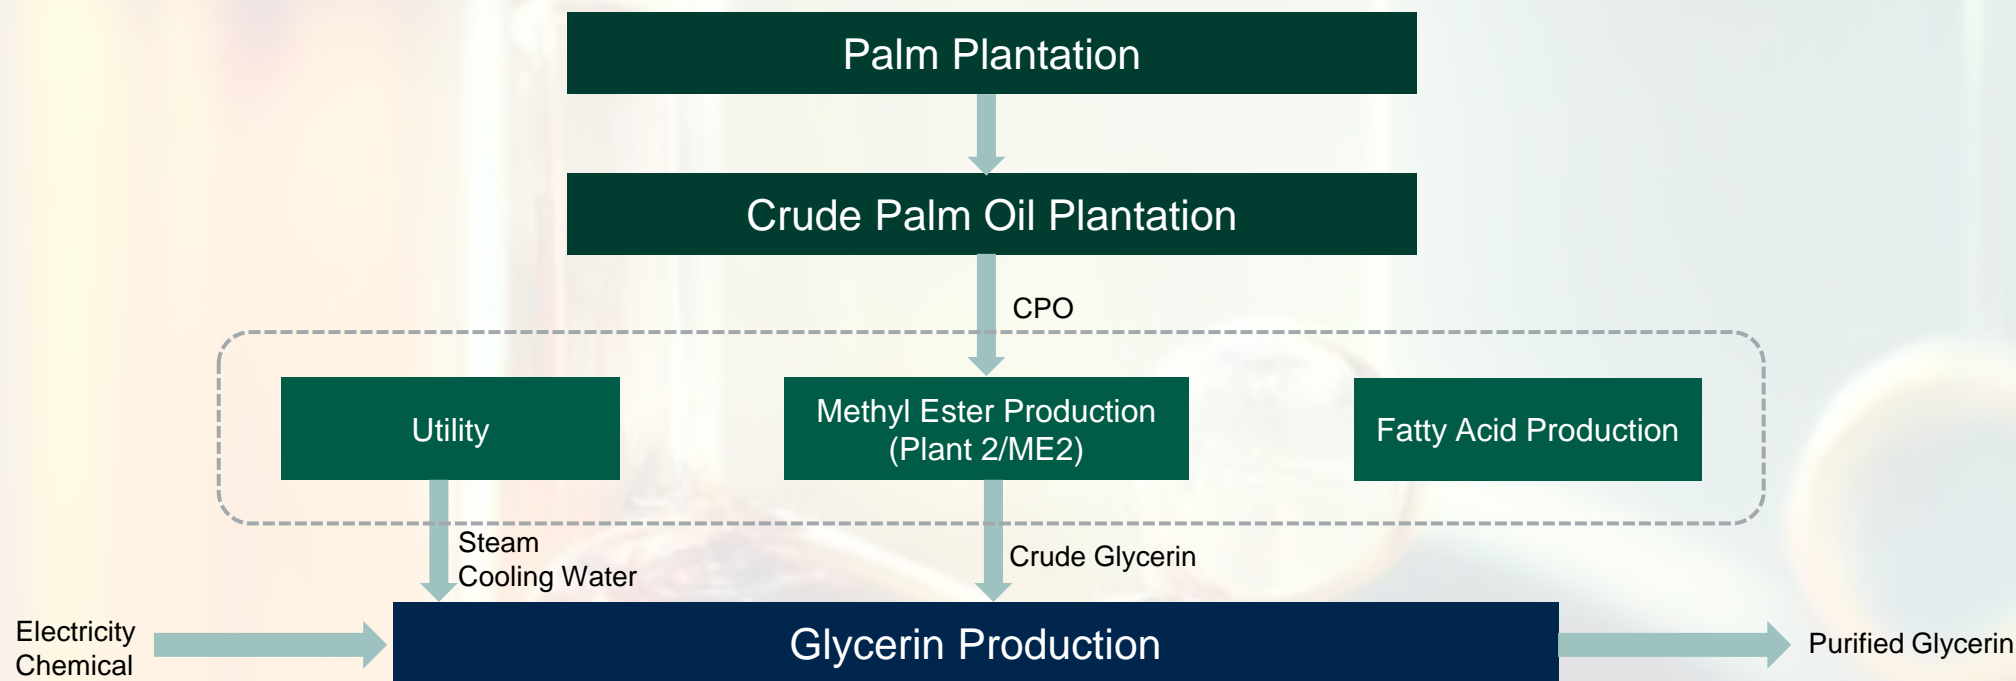 Palm Plantation
Crude Palm Oil Plantation
CPO
Utility
Methyl Ester Production
(Plant 2/ME2)
Fatty Acid Production
Steam
Cooling Water
Crude Glycerin
Electricity
Chemical
Glycerin Production
Purified Glycerin